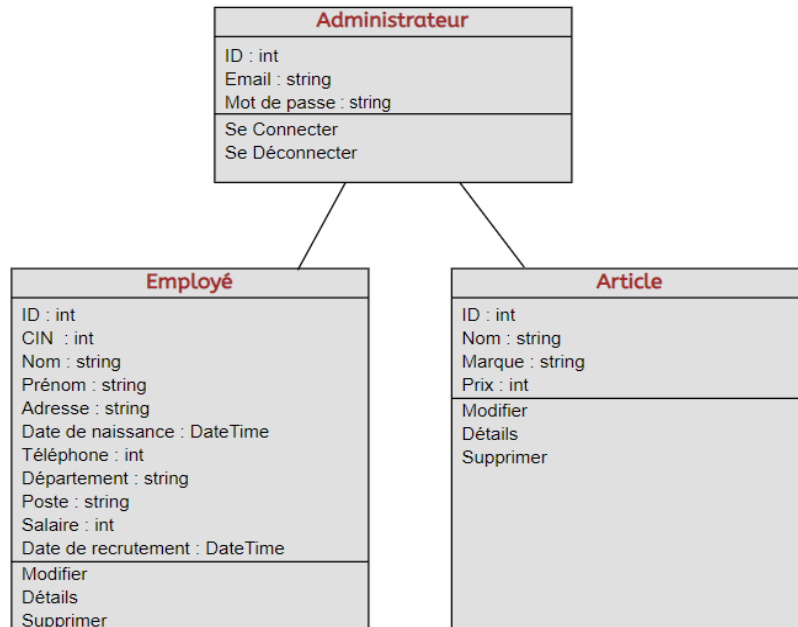 Administrateur
ID : int
Email : string
Mot de passe : string
Se Connecter
Se Déconnecter
Employé
ID : int
CIN : int
Nom : string
Prénom : string
Adresse : string
Date de naissance : DateTime
Téléphone : int
Département : string
Poste : string
Salaire : int
Date de recrutement : DateTime
Modifier
Détails
Supprimer
Article
ID : int
Nom : string
Marque : string
Prix : int
Modifier
Détails
Supprimer